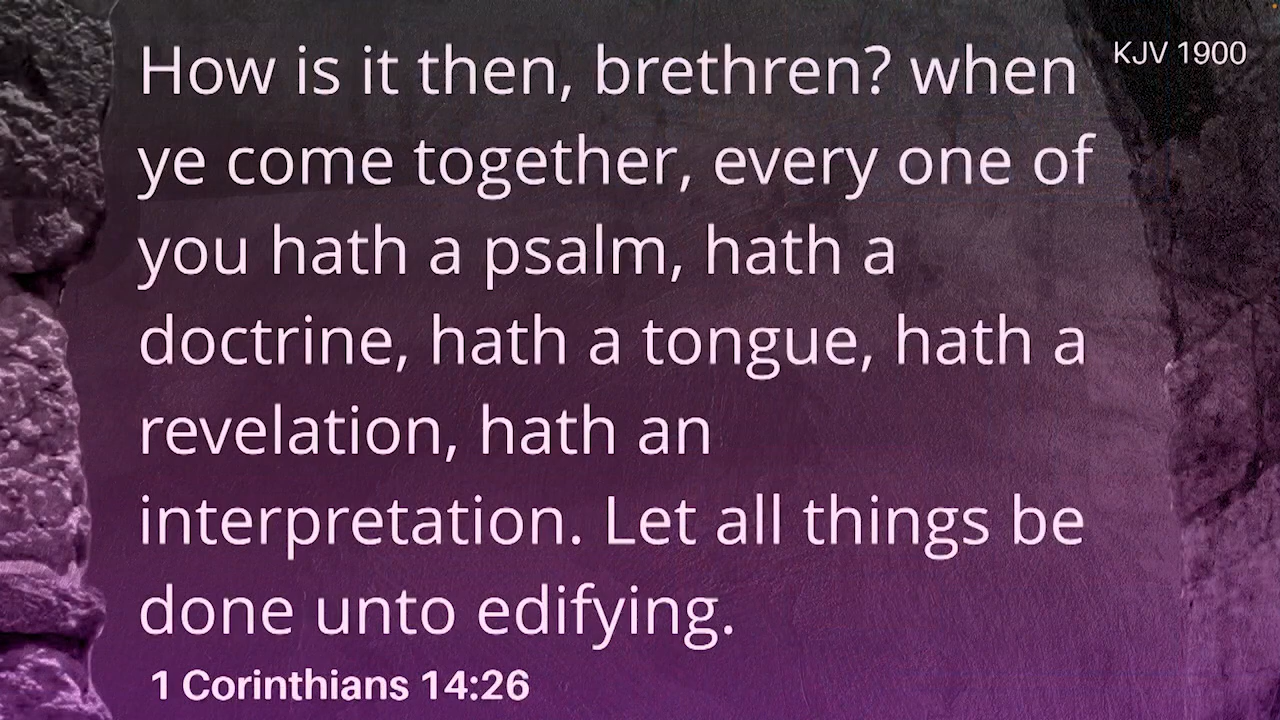 How is it then, brethren? when
KJV 1900
ye come together, every one of
you hath a psalm, hath a
doctrine, hath a tongue, hath a
revelation, hath an
interpretation. Let all things be
done unto edifying.
1 Corinthians 14:26